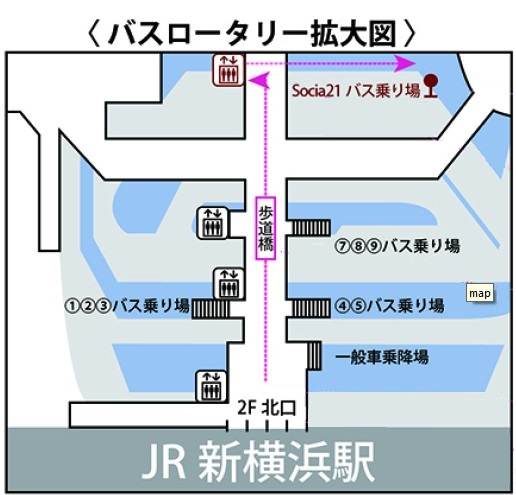 〈 バスロータリー拡大図 〉
Socia21 バス乗り場
歩道橋
⑦⑧⑨バス乗り場
map
①②③バス乗り場
④⑤バス乗り場
一般車乗降場
2F 北口
JR 新横浜駅